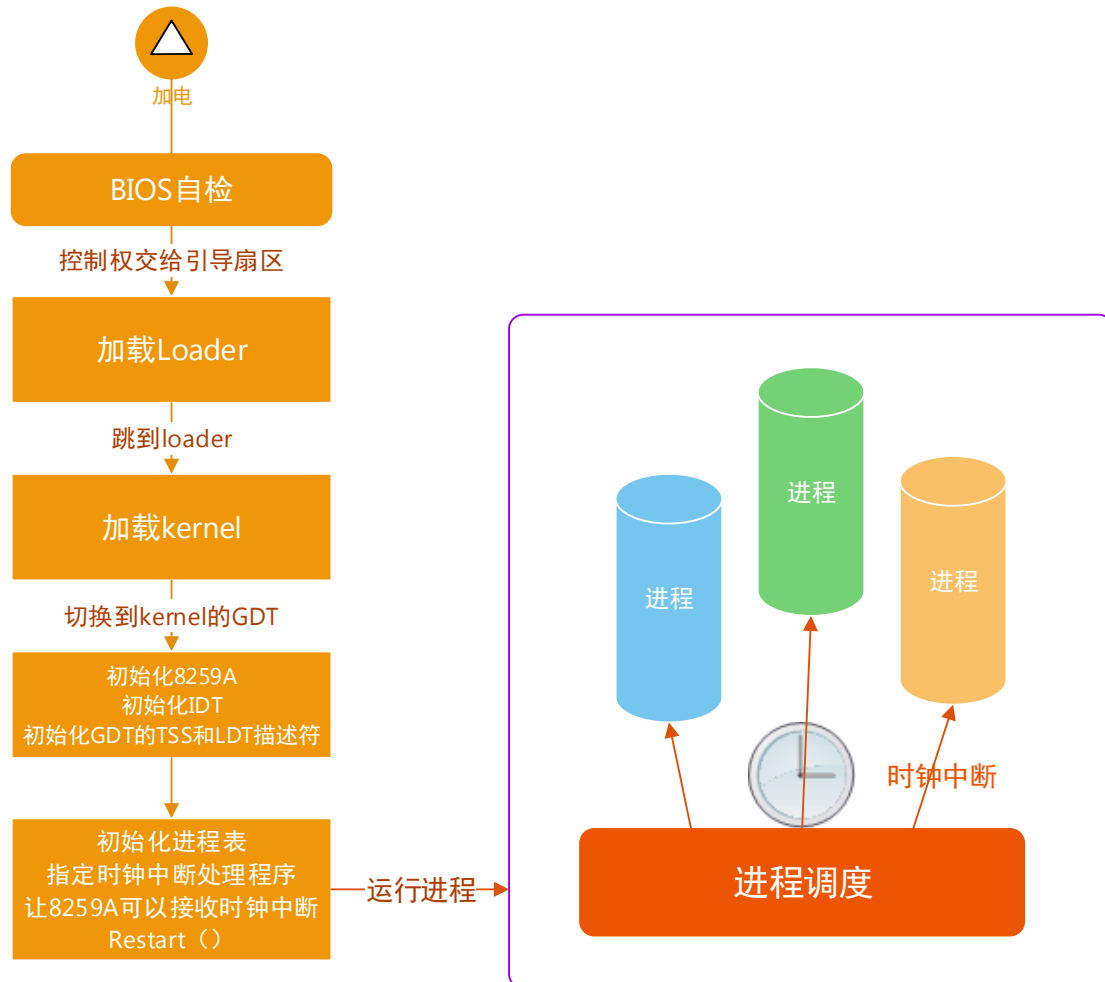 加电
BIOS自检
控制权交给引导扇区
加载Loader
跳到loader
加载kernel
切换到kernel的GDT
初始化8259A
初始化IDT
初始化GDT的TSS和LDT描述符
初始化进程表
指定时钟中断处理程序
让8259A可以接收时钟中断
Restart（）
运行进程
进程
进程
进程
时钟中断
进程调度